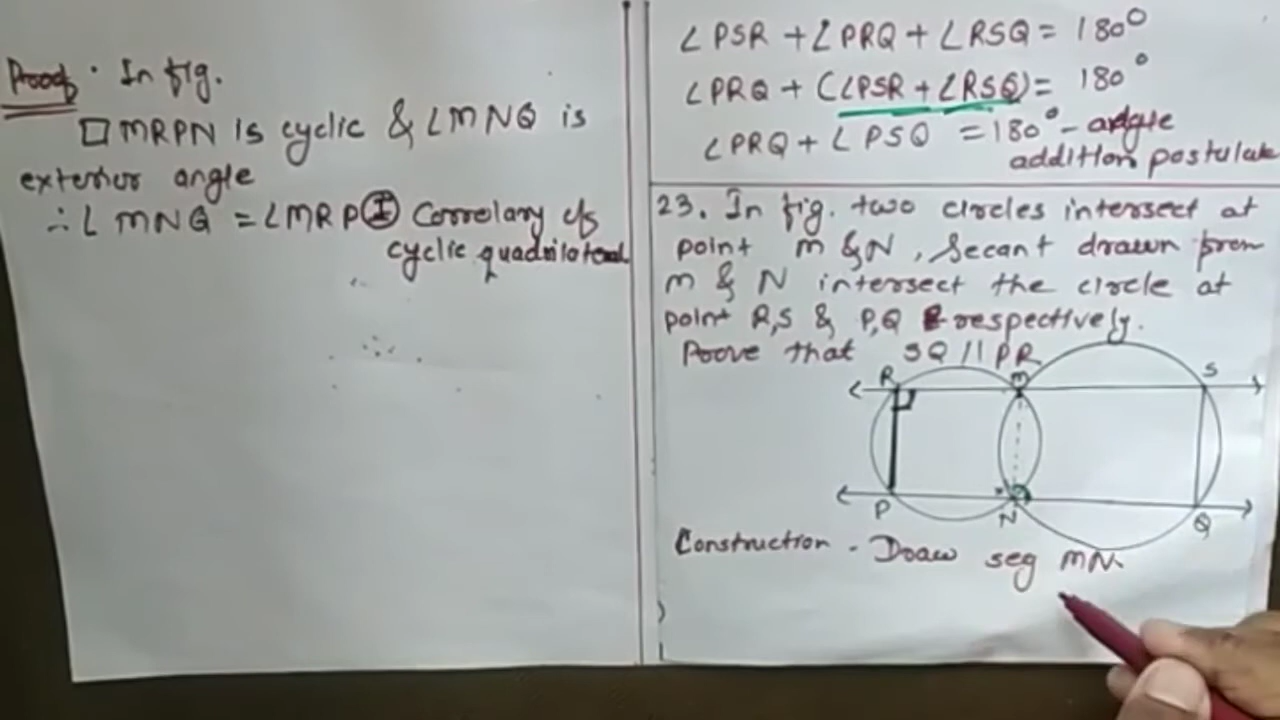 Proof . In fig.
□ MRPN is cyclic & ∠MNQ is
exterior angle
∴ ∠ MNQ = ∠MRP Ⓘ Correlary of
cyclic quadrilateral
∠PSR + ∠PRQ + ∠RSQ = 180°
∠PRQ + (∠PSR + ∠RSQ) = 180°
∠PRQ + ∠PSQ = 180° - angle
addition postulate
23. In fig. two circles intersect at
point M & N, Secant drawn from
M & N intersect the circle at
point R,S & P,Q respectively.
Proove that SQ || PR
R M S
P N Q
Construction - Draw seg MN.